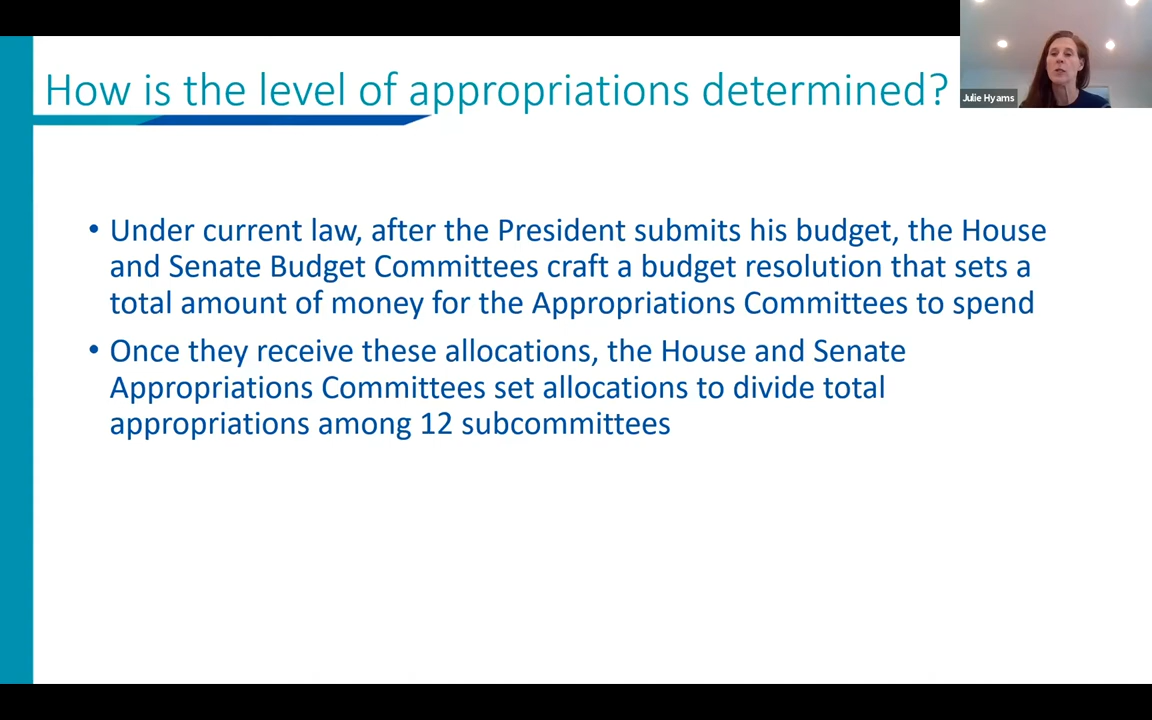 How is the level of appropriations determined?
Julie Hyams
• Under current law, after the President submits his budget, the House
and Senate Budget Committees craft a budget resolution that sets a
total amount of money for the Appropriations Committees to spend
• Once they receive these allocations, the House and Senate
Appropriations Committees set allocations to divide total
appropriations among 12 subcommittees